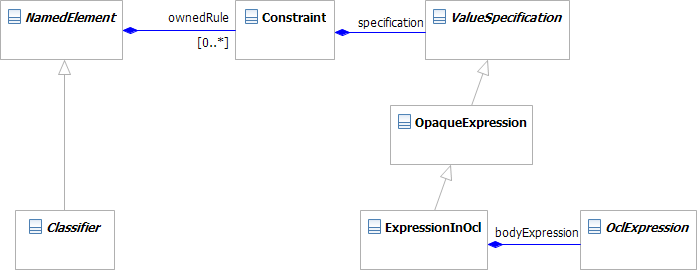 NamedElement
ownedRule
[0..*]
Constraint
specification
ValueSpecification
OpaqueExpression
Classifier
ExpressionInOcl
bodyExpression
OclExpression